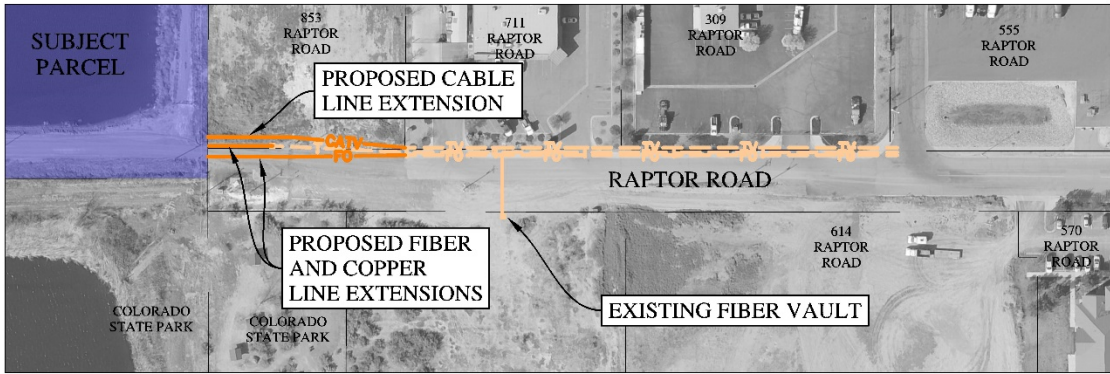 SUBJECT
PARCEL
853
RAPTOR
ROAD
711
RAPTOR
ROAD
309
RAPTOR
ROAD
555
RAPTOR
ROAD
PROPOSED CABLE
LINE EXTENSION
CATV
FO
RAPTOR ROAD
PROPOSED FIBER
AND COPPER
LINE EXTENSIONS
614
RAPTOR
ROAD
570
RAPTOR
ROAD
EXISTING FIBER VAULT
COLORADO
STATE PARK
COLORADO
STATE PARK